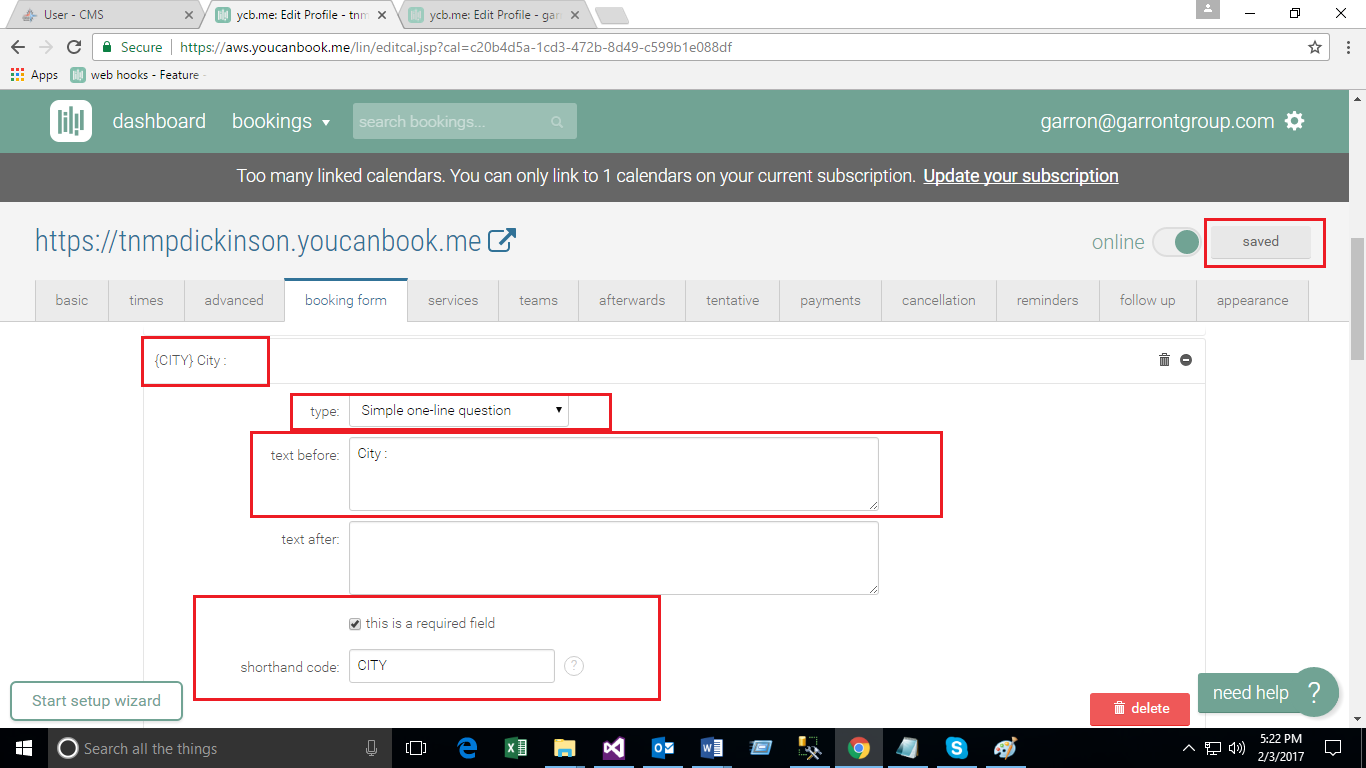 User - CMS
ycb.me: Edit Profile - tnm
ycb.me: Edit Profile - gar
Secure
https://aws.youcanbook.me/lin/editcal.jsp?cal=c20b4d5a-1cd3-472b-8d49-c599b1e088df
Apps
web hooks - Feature -
dashboard
bookings
search bookings...
garron@garrontgroup.com
Too many linked calendars. You can only link to 1 calendars on your current subscription. Update your subscription
https://tnmpdickinson.youcanbook.me
online
saved
basic
times
advanced
booking form
services
teams
afterwards
tentative
payments
cancellation
reminders
follow up
appearance
{CITY} City :
type:
Simple one-line question
text before:
City :
text after:
this is a required field
shorthand code:
CITY
?
Start setup wizard
delete
need help ?
Search all the things
5:22 PM
2/3/2017